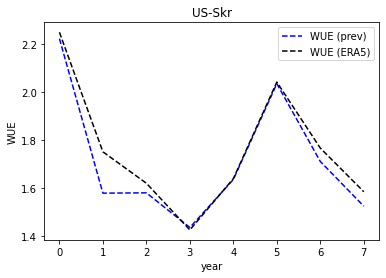 US-Skr
WUE (prev)
WUE (ERA5)
WUE
2.2
2.0
1.8
1.6
1.4
0 1 2 3 4 5 6 7
year